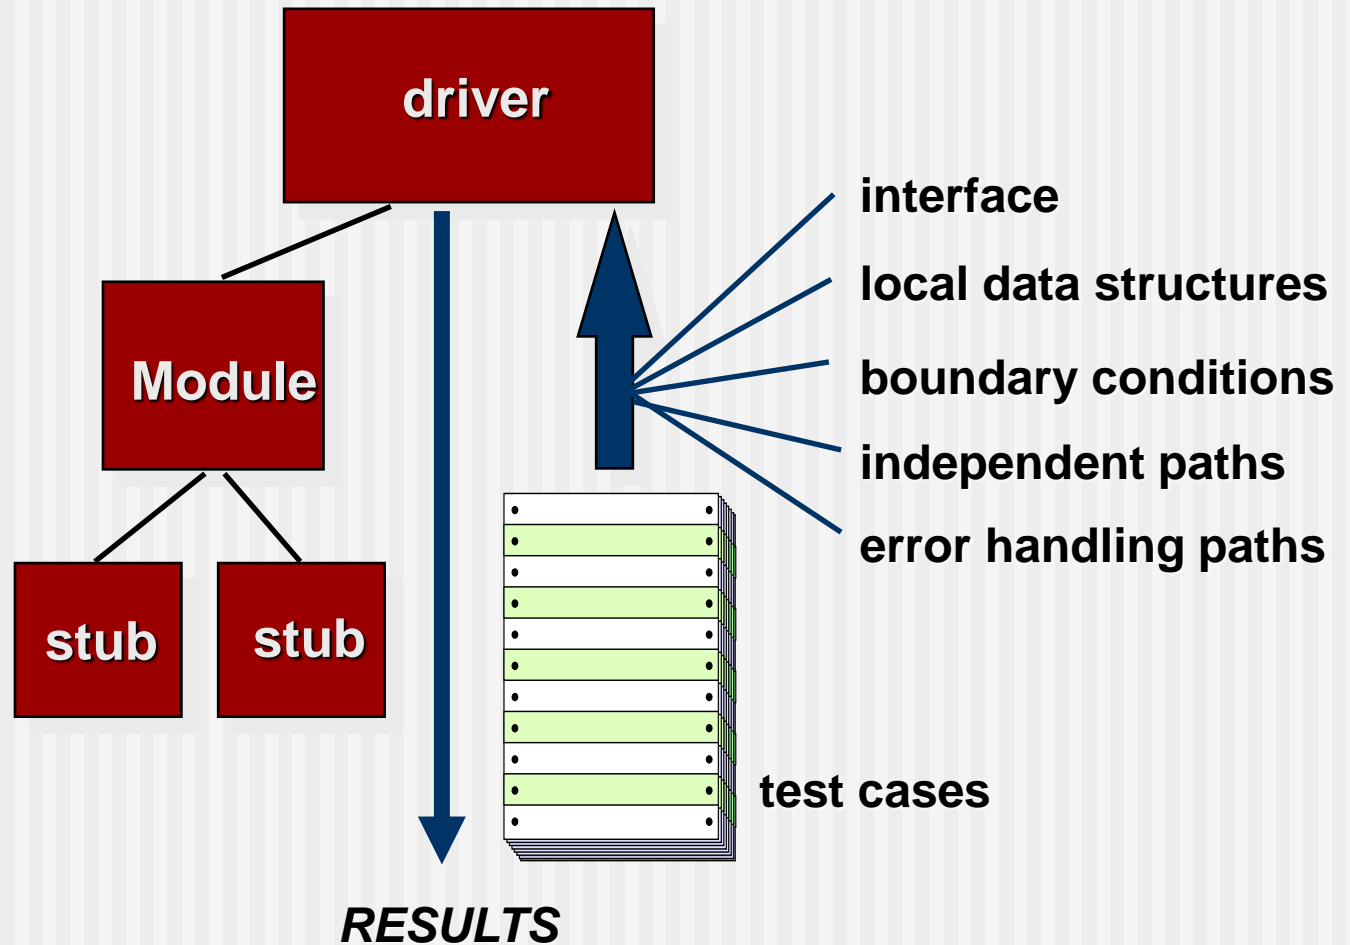 driver
interface
local data structures
Module
boundary conditions
independent paths
error handling paths
stub
stub
test cases
RESULTS